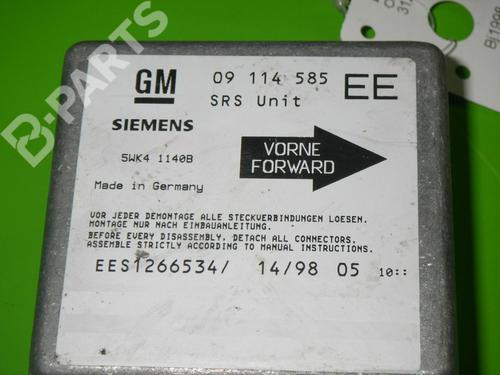 GM
09 114 585 EE
SRS Unit
SIEMENS
5WK4 1140B
VORNE
FORWARD
Made in Germany
VOR JEDER DEMONTAGE ALLE STECKVERBINDUNGEN LOESEN.
MONTAGE NUR NACH EINBAUANLEITUNG.
BEFORE EVERY DISASSEMBLY, DETACH ALL CONNECTORS.
ASSEMBLE STRICTLY ACCORDING TO MANUAL INSTRUCTIONS.
EES1266534/ 14/98 05 10::
B-PARTS